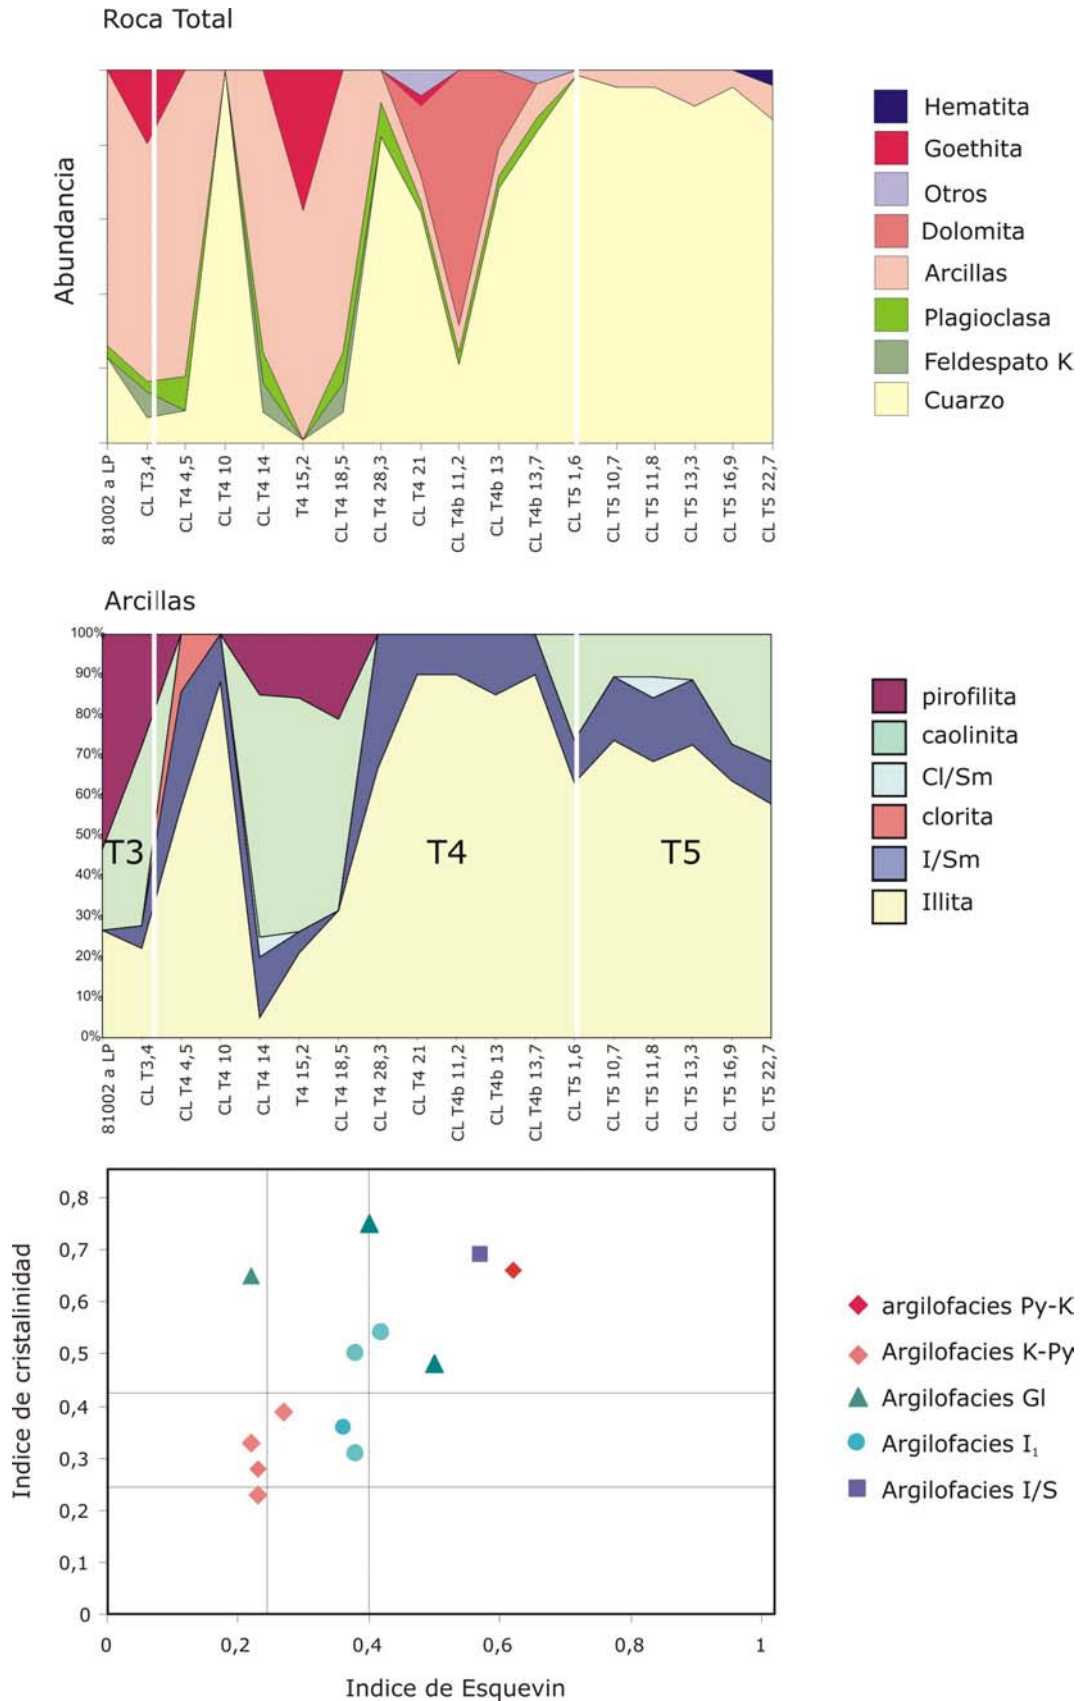 Roca Total
Abundancia
81002 a LP
CL T3,4
CL T4 4,5
CL T4 10
CL T4 14
T4 15,2
CL T4 18,5
CL T4 28,3
CL T4 21
CL T4b 11,2
CL T4b 13
CL T4b 13,7
CL T5 1,6
CL T5 10,7
CL T5 11,8
CL T5 13,3
CL T5 16,9
CL T5 22,7
Hematita
Goethita
Otros
Dolomita
Arcillas
Plagioclasa
Feldespato K
Cuarzo
Arcillas
100%
90%
80%
70%
60%
50%
40%
30%
20%
10%
0%
T3
T4
T5
81002 a LP
CL T3,4
CL T4 4,5
CL T4 10
CL T4 14
T4 15,2
CL T4 18,5
CL T4 28,3
CL T4 21
CL T4b 11,2
CL T4b 13
CL T4b 13,7
CL T5 1,6
CL T5 10,7
CL T5 11,8
CL T5 13,3
CL T5 16,9
CL T5 22,7
pirofilita
caolinita
Cl/Sm
clorita
I/Sm
Illita
Indice de cristalinidad
0,8
0,7
0,6
0,5
0,4
0,3
0,2
0,1
0
0
0,2
0,4
0,6
0,8
1
Indice de Esquevin
argilofacies Py-K
Argilofacies K-Py
Argilofacies Gl
Argilofacies I₁
Argilofacies I/S